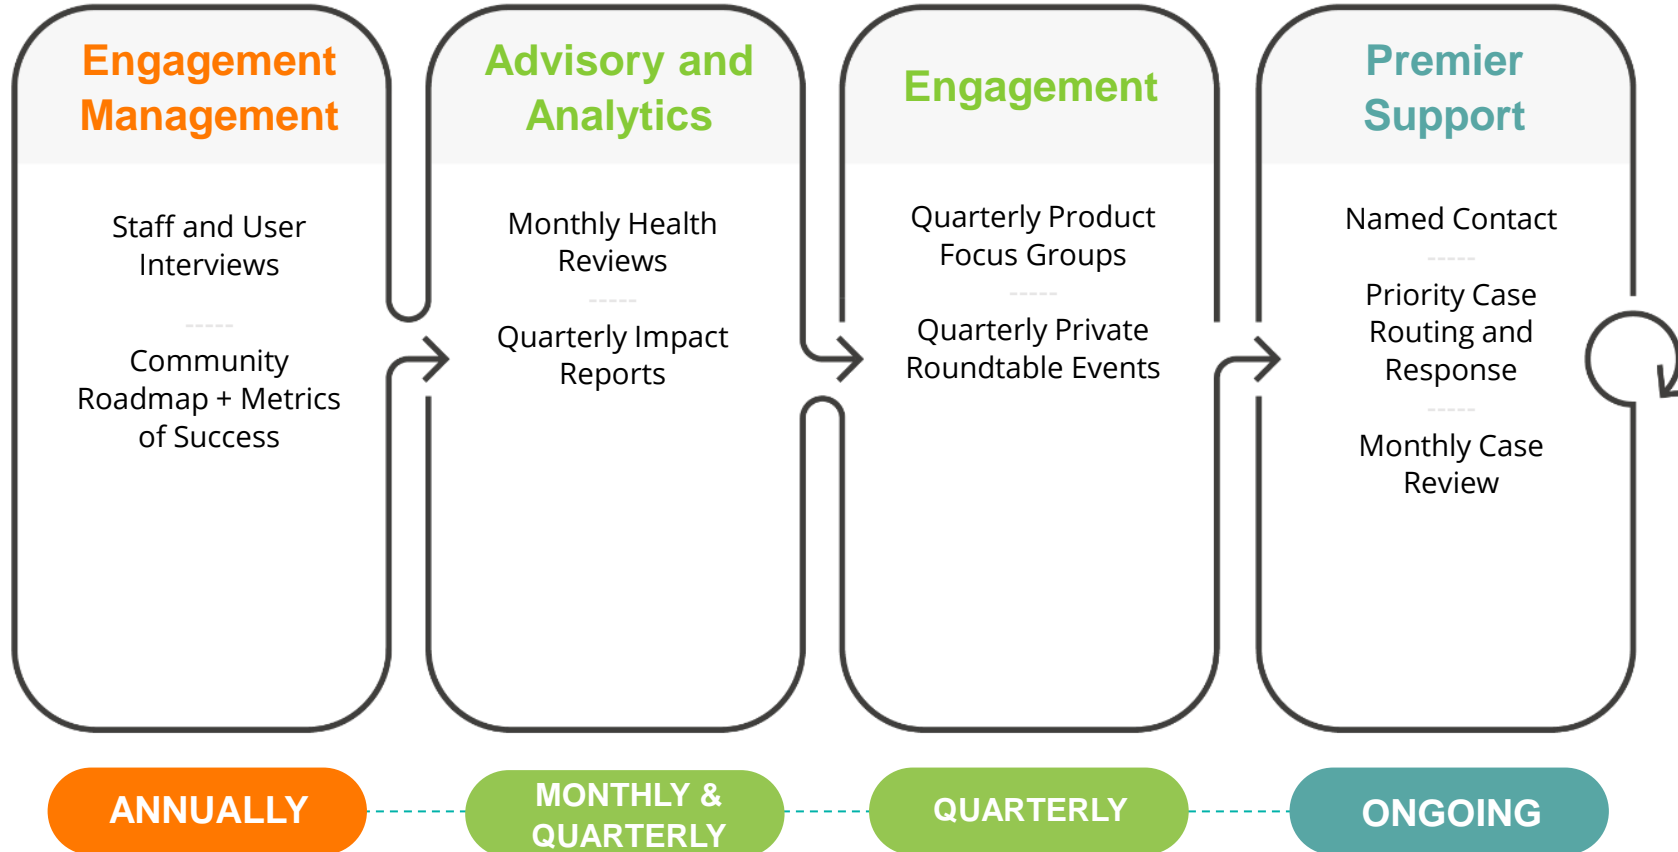 Engagement
Management
Staff and User
Interviews
-----
Community
Roadmap + Metrics
of Success
ANNUALLY
Advisory and
Analytics
Monthly Health
Reviews
-----
Quarterly Impact
Reports
MONTHLY &
QUARTERLY
Engagement
Quarterly Product
Focus Groups
-----
Quarterly Private
Roundtable Events
QUARTERLY
Premier
Support
Named Contact
-----
Priority Case
Routing and
Response
-----
Monthly Case
Review
ONGOING